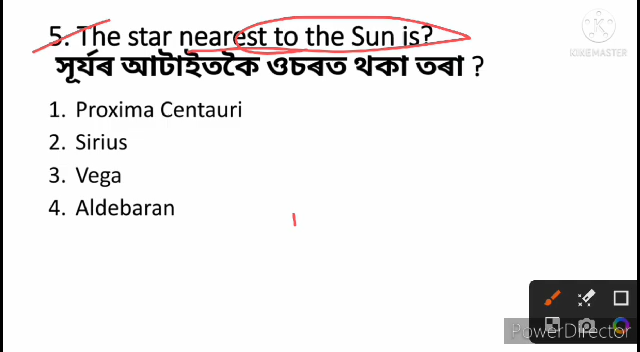 5. The star nearest to the Sun is?
সূৰ্যৰ আটাইতকৈ ওচৰত থকা তৰা ?
1. Proxima Centauri
2. Sirius
3. Vega
4. Aldebaran
KINEMASTER
PowerDirector